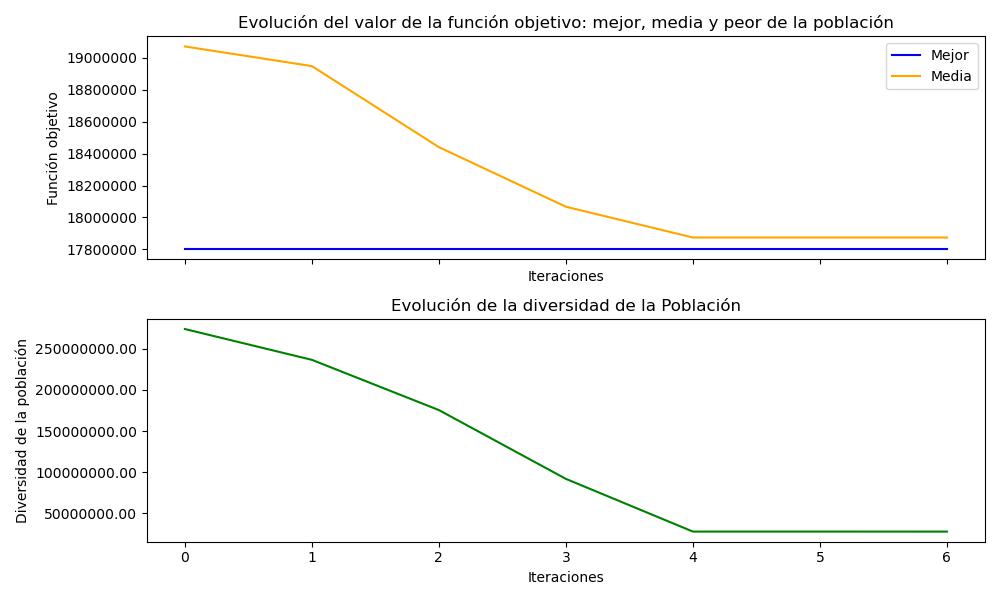 Evolución del valor de la función objetivo: mejor, media y peor de la población
Función objetivo
19000000
18800000
18600000
18400000
18200000
18000000
17800000
Mejor
Media
Iteraciones
Evolución de la diversidad de la Población
Diversidad de la población
250000000.00
200000000.00
150000000.00
100000000.00
50000000.00
0 1 2 3 4 5 6
Iteraciones